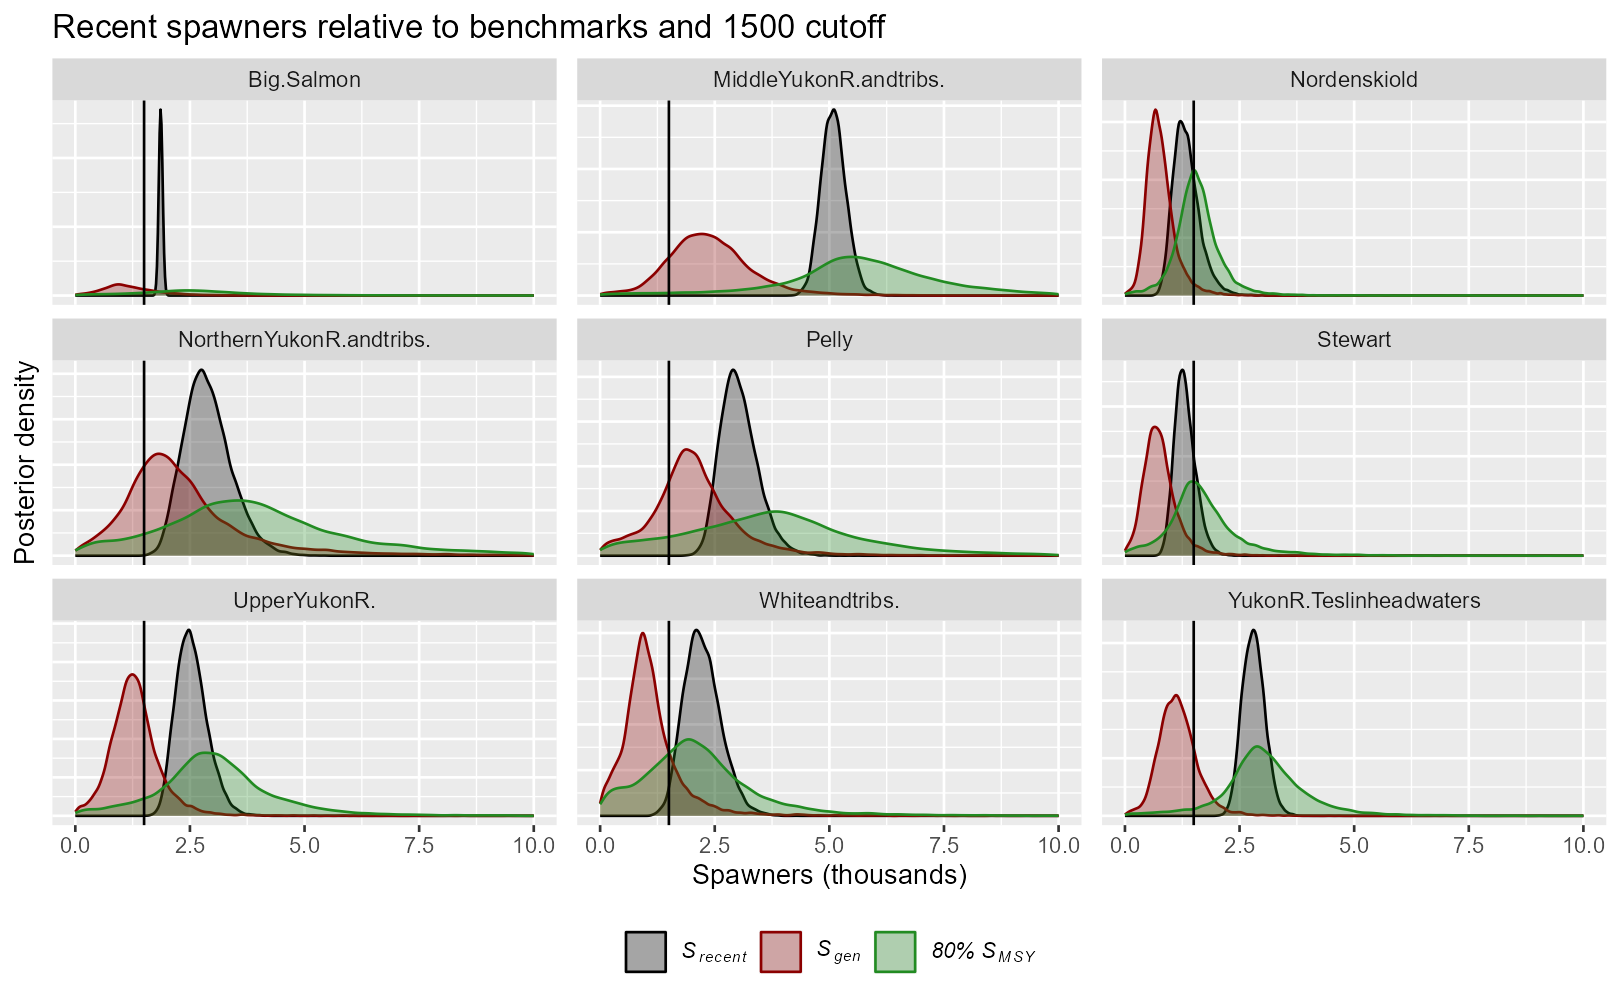 Recent spawners relative to benchmarks and 1500 cutoff
Big.Salmon
MiddleYukonR.andtribs.
Nordenskiold
NorthernYukonR.andtribs.
Pelly
Stewart
UpperYukonR.
Whiteandtribs.
YukonR.Teslinheadwaters
Posterior density
0.0 2.5 5.0 7.5 10.0 0.0 2.5 5.0 7.5 10.0 0.0 2.5 5.0 7.5 10.0
Spawners (thousands)
S recent S gen 80% S MSY